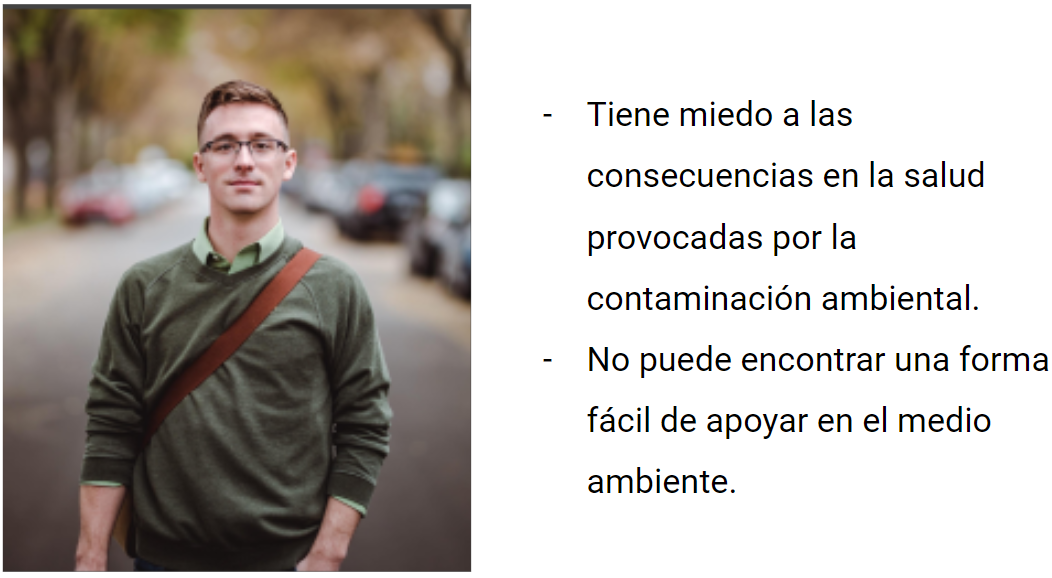 - Tiene miedo a las
consecuencias en la salud
provocadas por la
contaminación ambiental.
- No puede encontrar una forma
fácil de apoyar en el medio
ambiente.